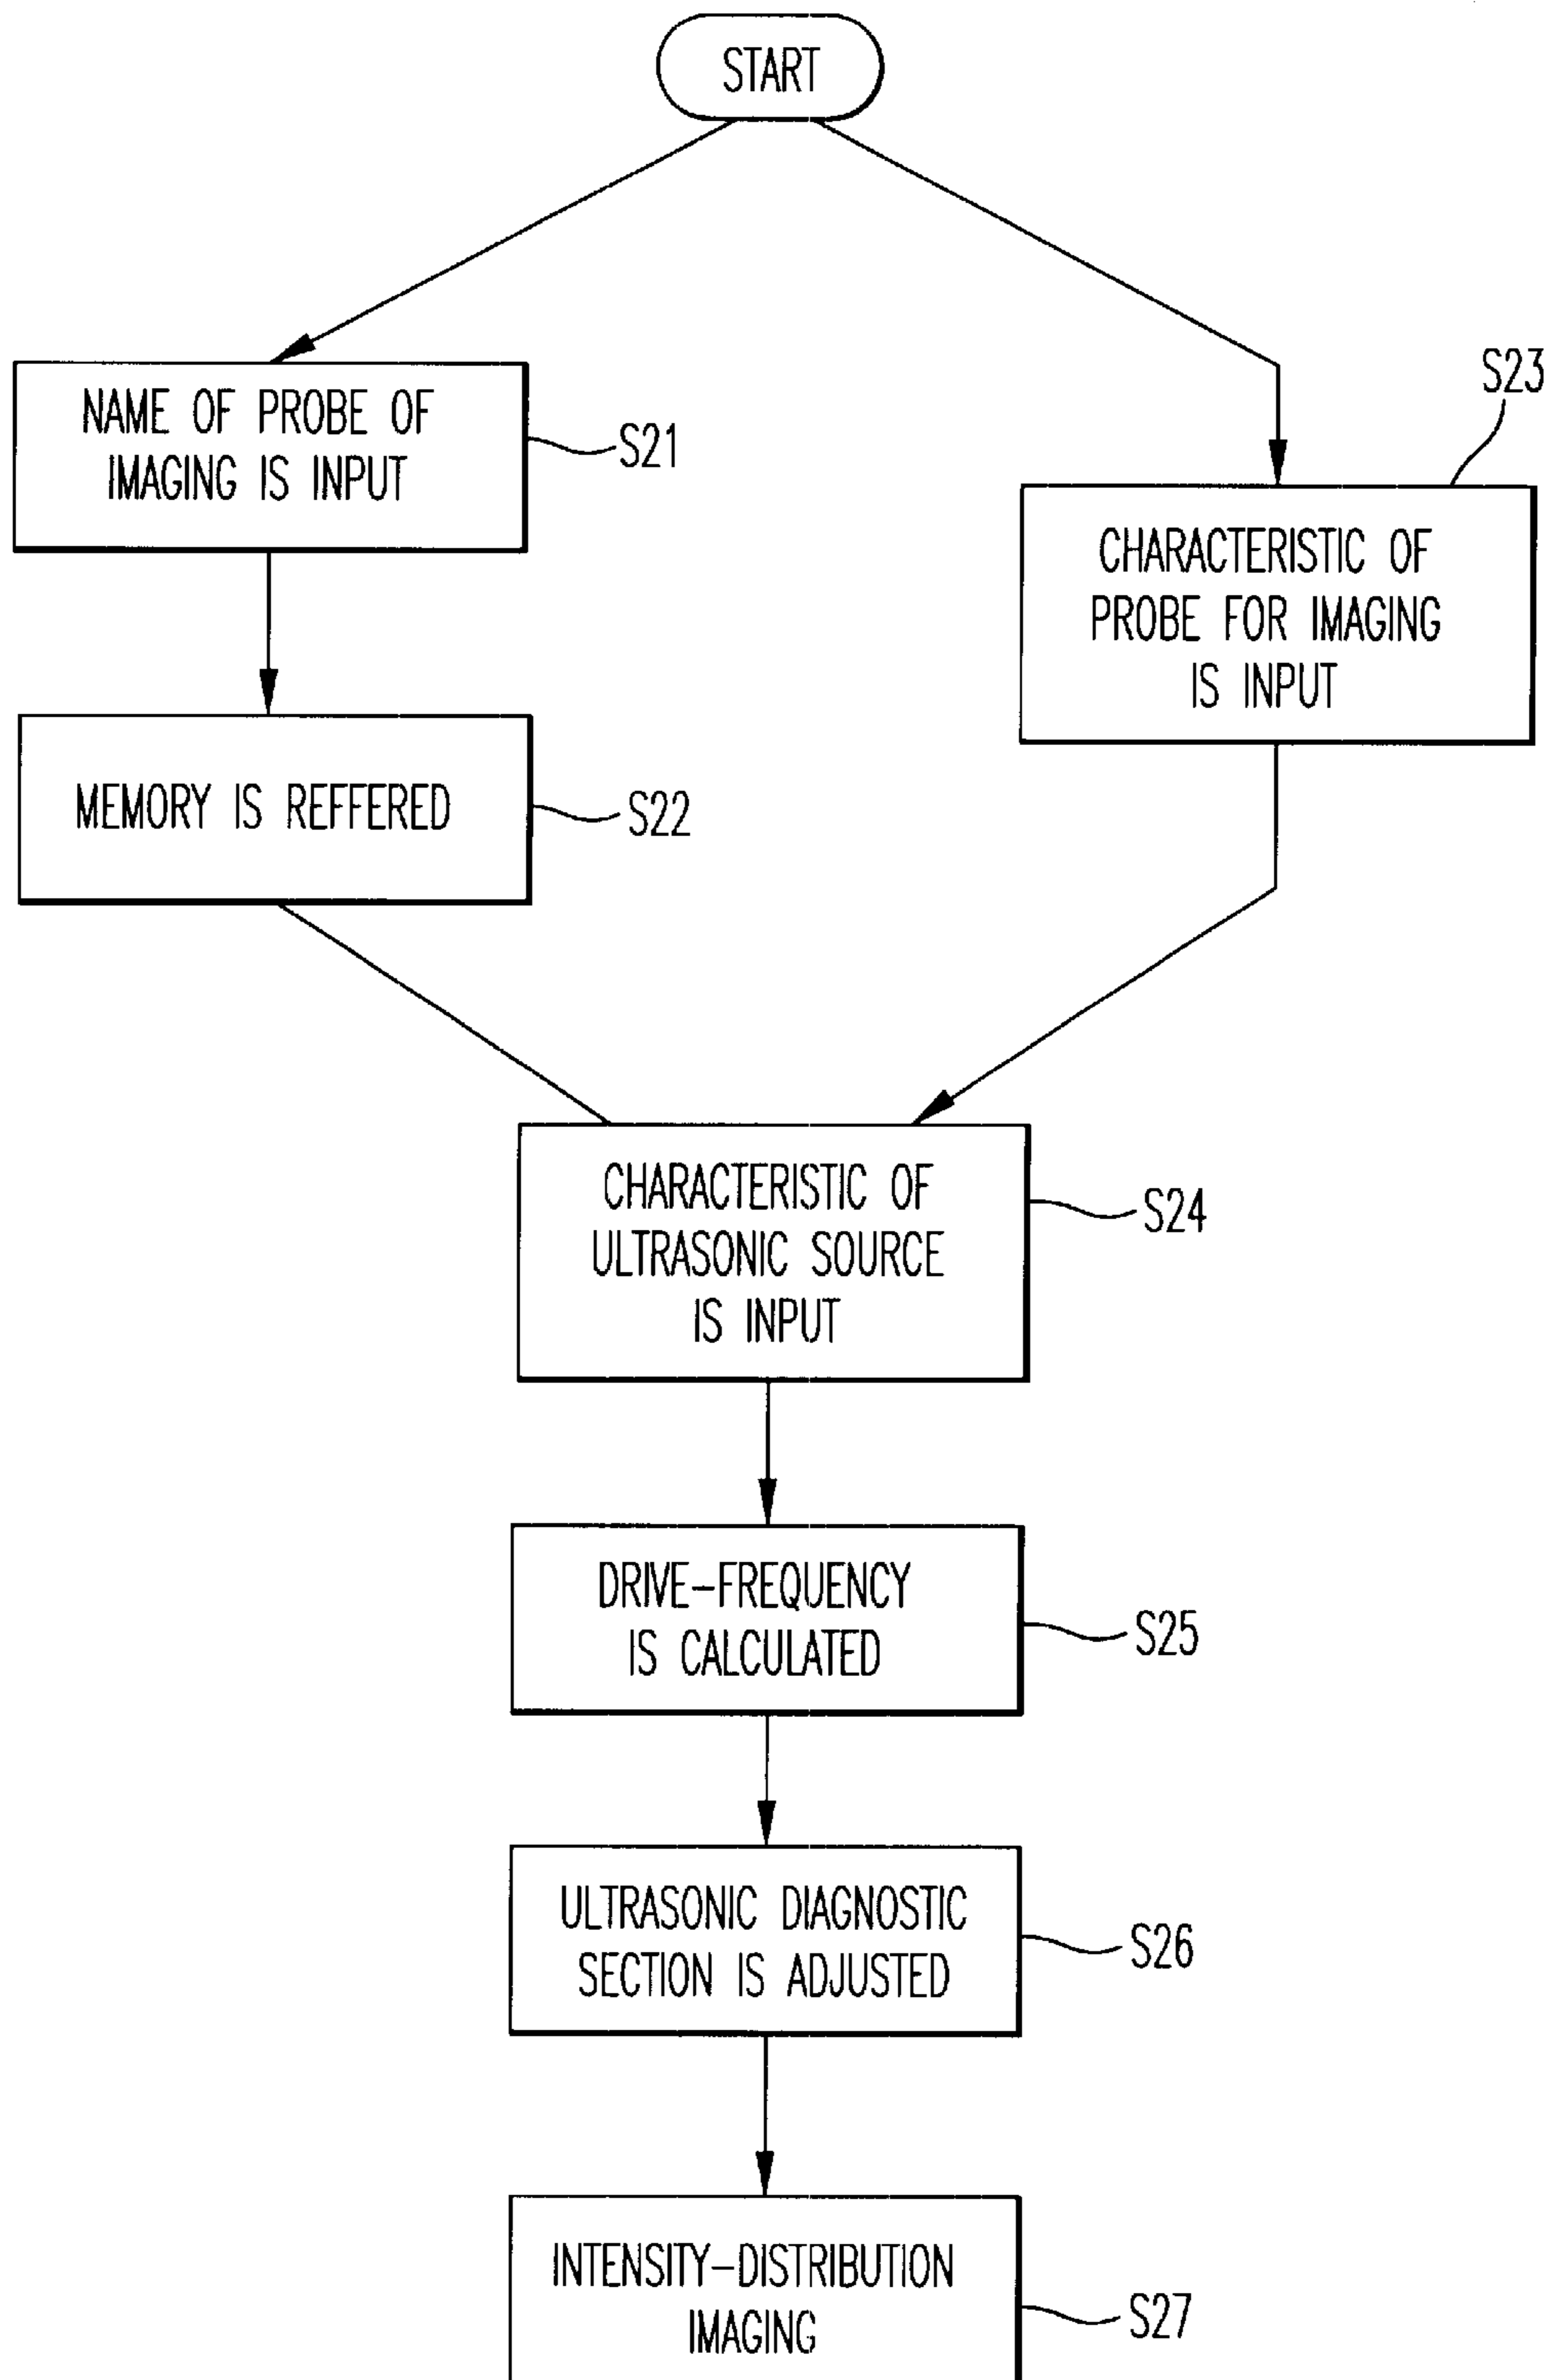 START
NAME OF PROBE OF
IMAGING IS INPUT
S21
S23
CHARACTERISTIC OF
PROBE FOR IMAGING
IS INPUT
MEMORY IS REFFERED
S22
CHARACTERISTIC OF
ULTRASONIC SOURCE
IS INPUT
S24
DRIVE-FREQUENCY
IS CALCULATED
S25
ULTRASONIC DIAGNOSTIC
SECTION IS ADJUSTED
S26
INTENSITY-DISTRIBUTION
IMAGING
S27